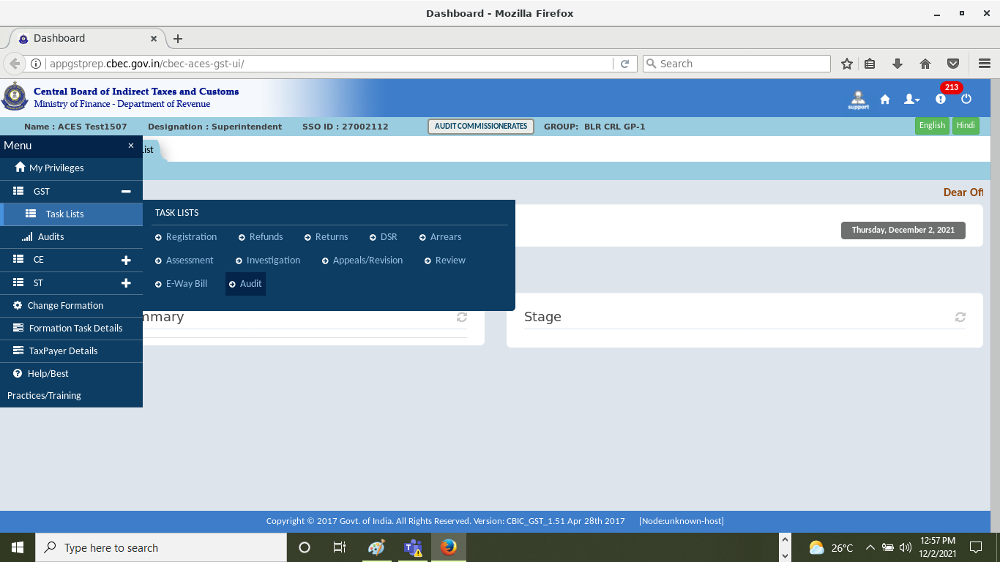 Dashboard - Mozilla Firefox
Dashboard
appgstprep.cbec.gov.in/cbec-aces-gst-ui/
Search
Central Board of Indirect Taxes and Customs
Ministry of Finance - Department of Revenue
support
213
Name : ACES Test1507 Designation : Superintendent SSO ID : 27002112 AUDIT COMMISSIONERATES GROUP: BLR CRL GP-1 English Hindi
Menu ×
List
My Privileges
GST
Dear Off
Task Lists
TASK LISTS
Thursday, December 2, 2021
Audits
Registration Refunds Returns DSR Arrears
CE
Assessment Investigation Appeals/Revision Review
ST
E-Way Bill Audit
Change Formation
mmary
Stage
Formation Task Details
TaxPayer Details
Help/Best
Practices/Training
Copyright © 2017 Govt. of India. All Rights Reserved. Version: CBIC_GST_1.51 Apr 28th 2017 [Node:unknown-host]
Type here to search
26°C
12:57 PM
12/2/2021